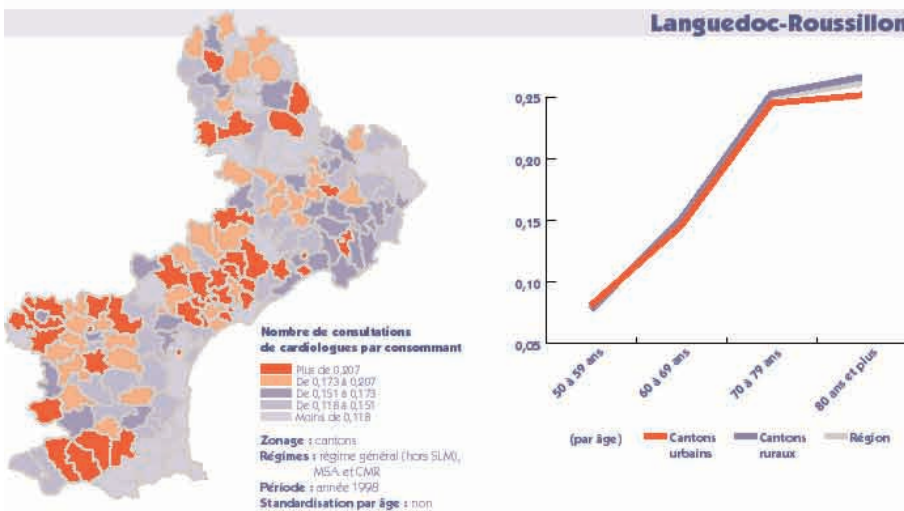 Languedoc-Roussillon
Nombre de consultations
de cardiologues par consommant
Plus de 0,207
De 0,173 à 0,207
De 0,151 à 0,173
De 0,118 à 0,151
Moins de 0,118
Zonage : cantons
Régimes : régime général (hors SLM),
MSA et CMR
Période : année 1998
Standardisation par âge : non
0,25
0,20
0,15
0,10
0,05
50 à 59 ans
60 à 69 ans
70 à 79 ans
80 ans et plus
(par âge)
Cantons
urbains
Cantons
ruraux
Région